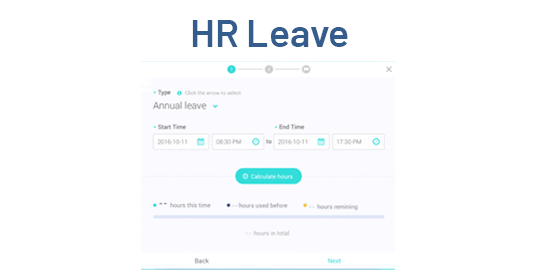 HR Leave
1 2
Type Click the arrow to select
Annual leave
Start Time End Time
2016-10-11 08:30-PM to 2016-10-11 17:30-PM
Calculate hours
-- hours this time -- hours used before -- hours remining
-- hours in total
Back Next